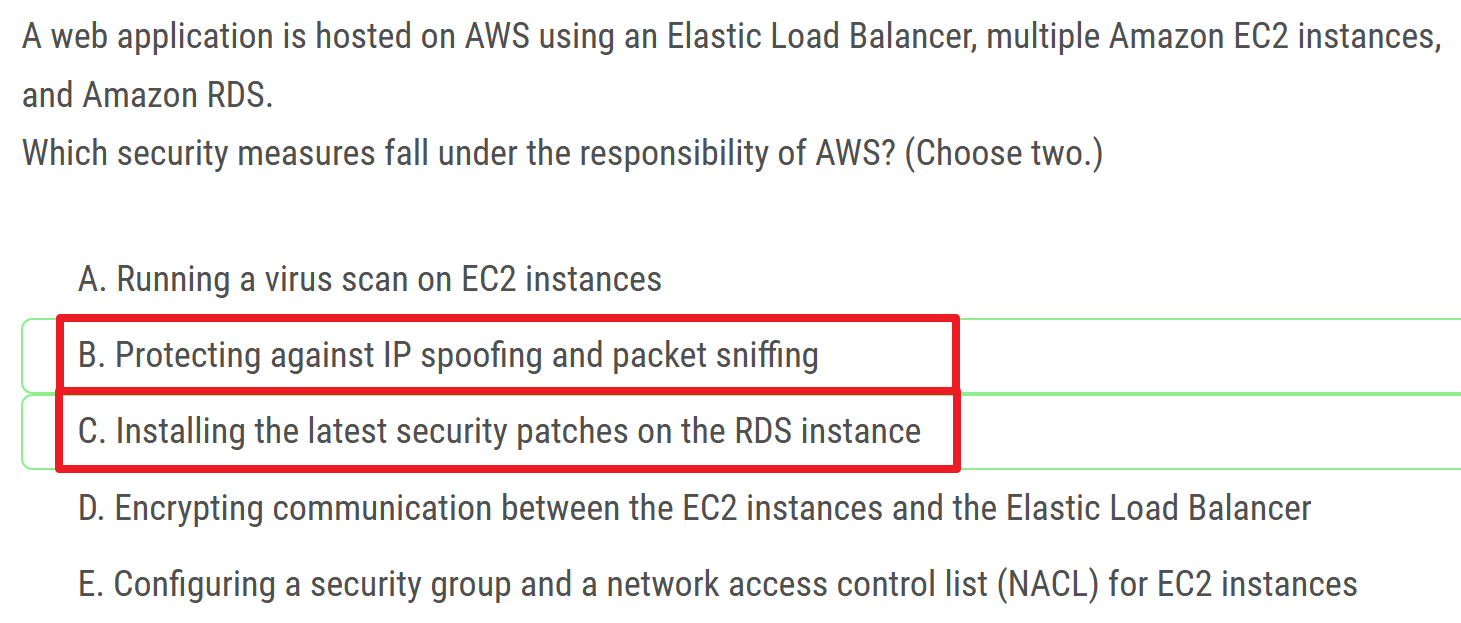 A web application is hosted on AWS using an Elastic Load Balancer, multiple Amazon EC2 instances,
and Amazon RDS.
Which security measures fall under the responsibility of AWS? (Choose two.)
A. Running a virus scan on EC2 instances
B. Protecting against IP spoofing and packet sniffing
C. Installing the latest security patches on the RDS instance
D. Encrypting communication between the EC2 instances and the Elastic Load Balancer
E. Configuring a security group and a network access control list (NACL) for EC2 instances